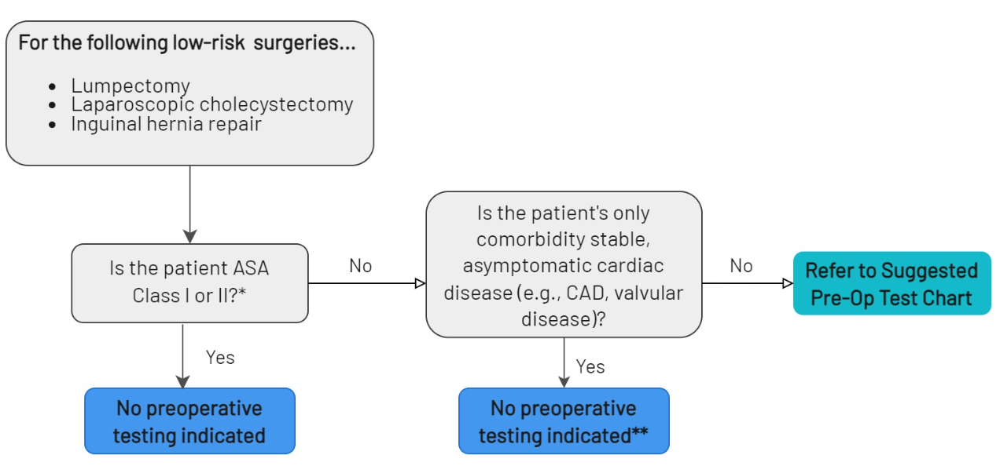 For the following low-risk surgeries...
• Lumpectomy
• Laparoscopic cholecystectomy
• Inguinal hernia repair
Is the patient ASA
Class I or II?*
No
Is the patient's only
comorbidity stable,
asymptomatic cardiac
disease (e.g., CAD, valvular
disease)?
No
Refer to Suggested
Pre-Op Test Chart
Yes
Yes
No preoperative
testing indicated
No preoperative
testing indicated**